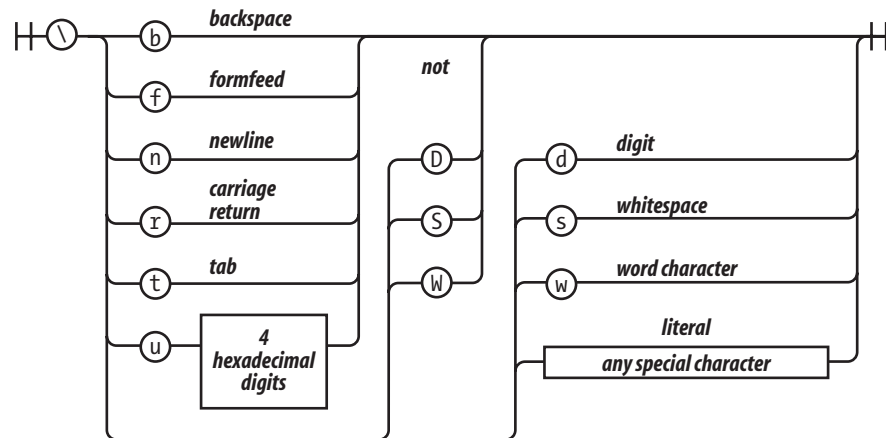 \
b
backspace
f
formfeed
n
newline
r
carriage
return
t
tab
u
4
hexadecimal
digits
not
D
S
W
d
digit
s
whitespace
w
word character
literal
any special character